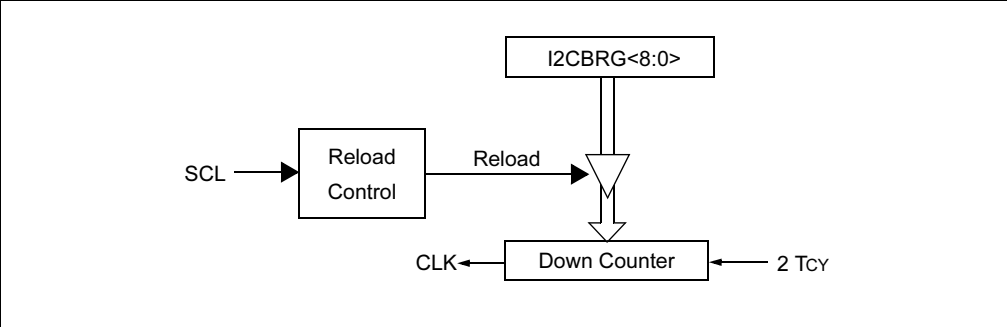 I2CBRG<8:0>
Reload
Control
SCL
Reload
CLK
Down Counter
2 TCY